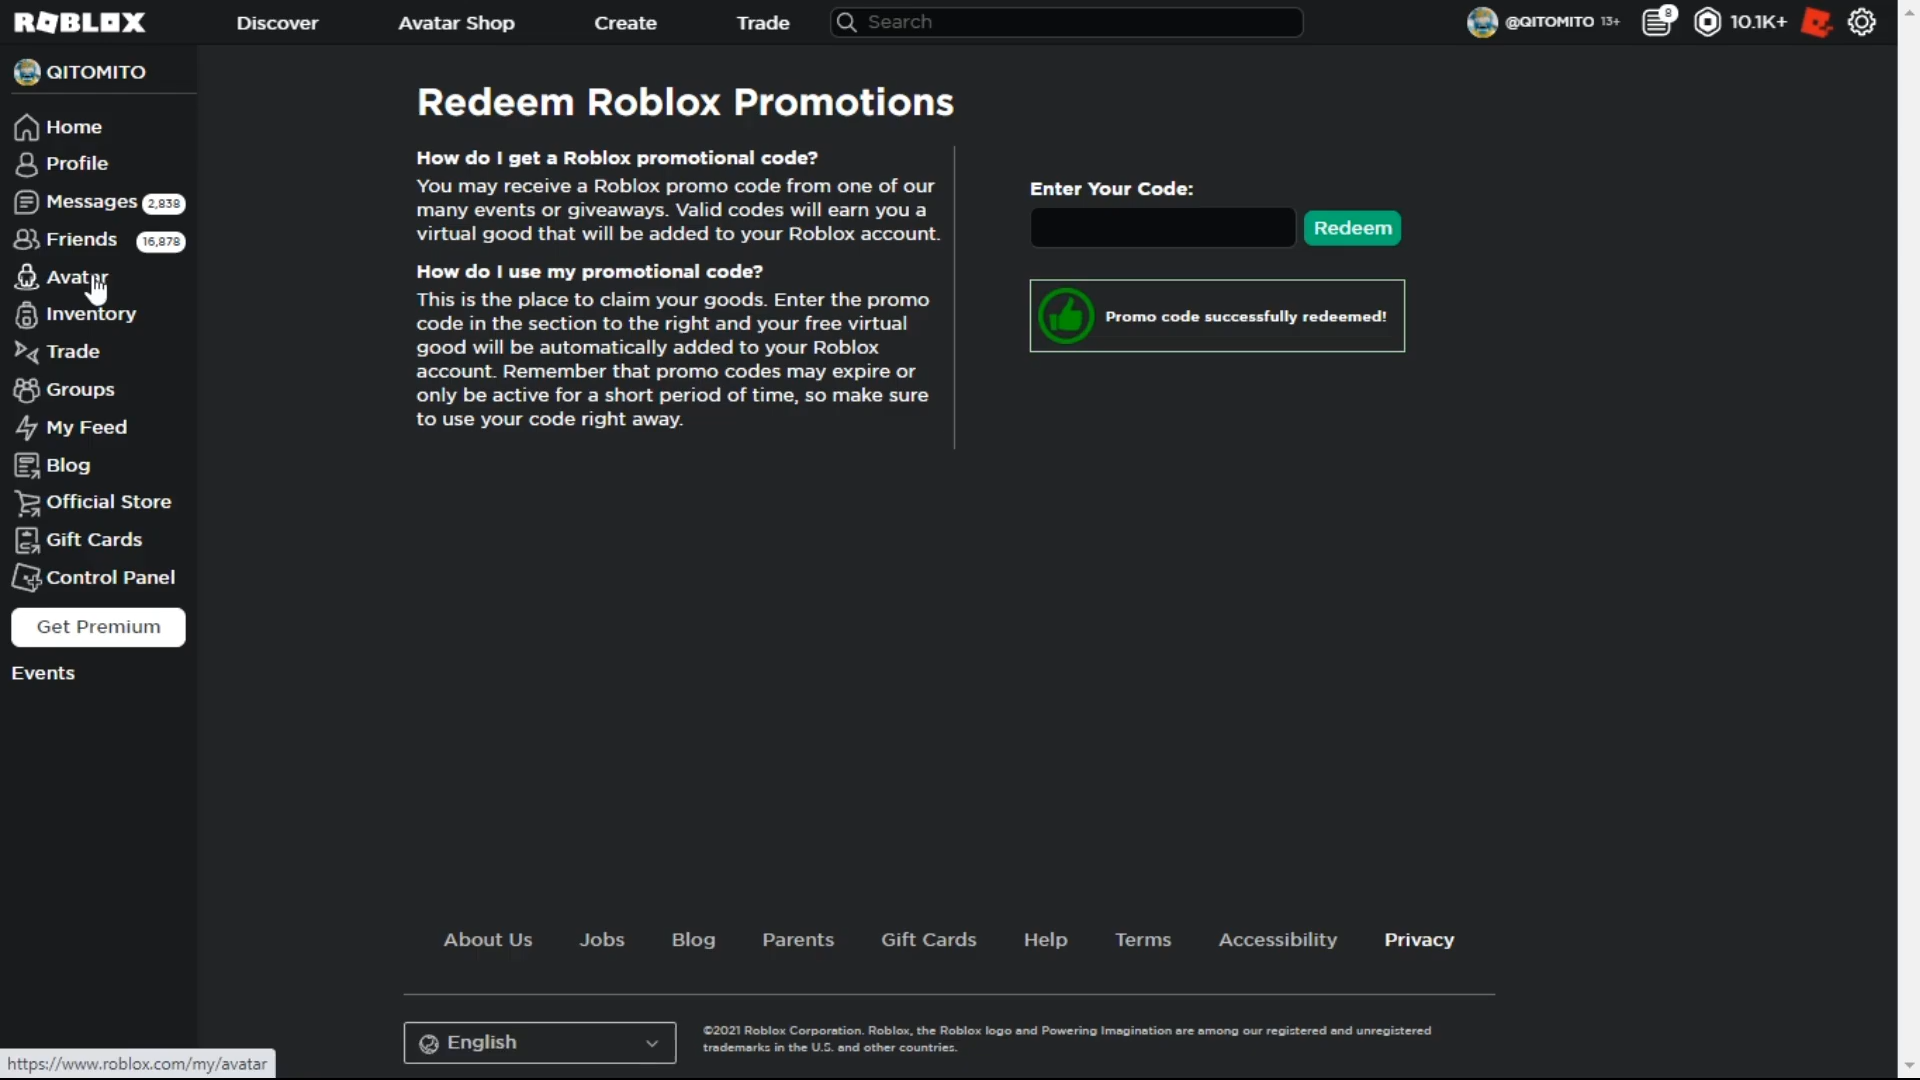 ROBLOX
Discover
Avatar Shop
Create
Trade
Search
@QITOMITO 13+
8
10.1K+
QITOMITO
Home
Profile
Messages 2,838
Friends 16,878
Avatar
Inventory
Trade
Groups
My Feed
Blog
Official Store
Gift Cards
Control Panel
Get Premium
Events
Redeem Roblox Promotions
How do I get a Roblox promotional code?
You may receive a Roblox promo code from one of our
many events or giveaways. Valid codes will earn you a
virtual good that will be added to your Roblox account.
How do I use my promotional code?
This is the place to claim your goods. Enter the promo
code in the section to the right and your free virtual
good will be automatically added to your Roblox
account. Remember that promo codes may expire or
only be active for a short period of time, so make sure
to use your code right away.
Enter Your Code:
Redeem
Promo code successfully redeemed!
About Us
Jobs
Blog
Parents
Gift Cards
Help
Terms
Accessibility
Privacy
English
©2021 Roblox Corporation. Roblox, the Roblox logo and Powering Imagination are among our registered and unregistered
trademarks in the U.S. and other countries.
https://www.roblox.com/my/avatar